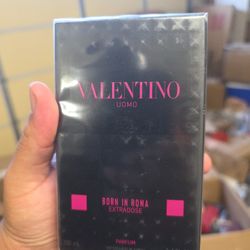 VALENTINO
UOMO
BORN IN ROMA
EXTRADOSE
PARFUM